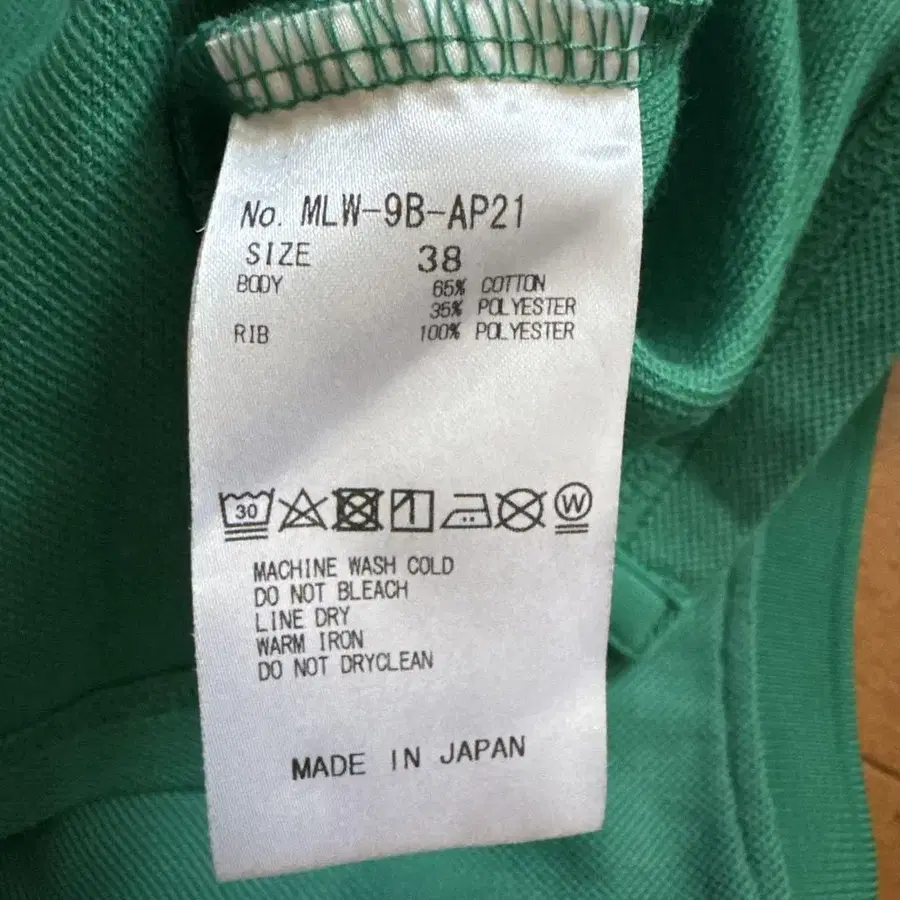 No. MLW-9B-AP21
SIZE 38
BODY 65% COTTON
35% POLYESTER
RIB 100% POLYESTER
30 W
MACHINE WASH COLD
DO NOT BLEACH
LINE DRY
WARM IRON
DO NOT DRYCLEAN
MADE IN JAPAN